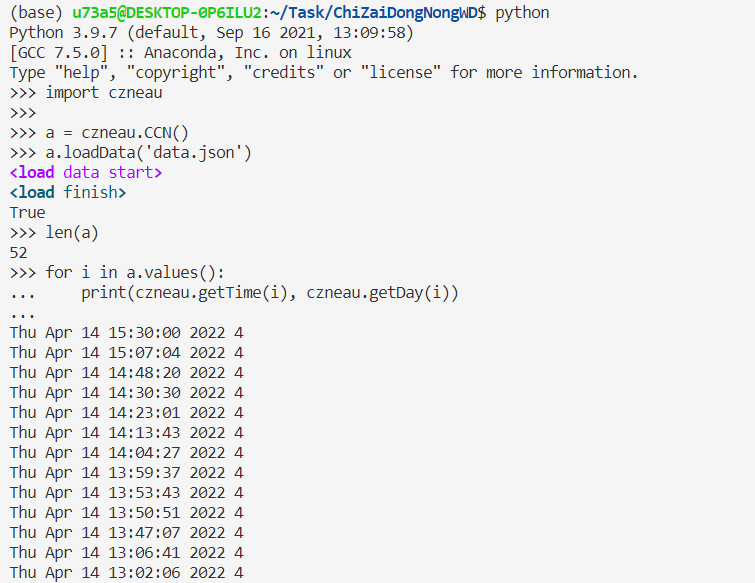 (base) u73a5@DESKTOP-0P6ILU2:~/Task/ChiZaiDongNongWD$ python
Python 3.9.7 (default, Sep 16 2021, 13:09:58)
[GCC 7.5.0] :: Anaconda, Inc. on linux
Type "help", "copyright", "credits" or "license" for more information.
>>> import czneau
>>>
>>> a = czneau.CCN()
>>> a.loadData('data.json')
<load data start>
<load finish>
True
>>> len(a)
52
>>> for i in a.values():
...     print(czneau.getTime(i), czneau.getDay(i))
...
Thu Apr 14 15:30:00 2022 4
Thu Apr 14 15:07:04 2022 4
Thu Apr 14 14:48:20 2022 4
Thu Apr 14 14:30:30 2022 4
Thu Apr 14 14:23:01 2022 4
Thu Apr 14 14:13:43 2022 4
Thu Apr 14 14:04:27 2022 4
Thu Apr 14 13:59:37 2022 4
Thu Apr 14 13:53:43 2022 4
Thu Apr 14 13:50:51 2022 4
Thu Apr 14 13:47:07 2022 4
Thu Apr 14 13:06:41 2022 4
Thu Apr 14 13:02:06 2022 4